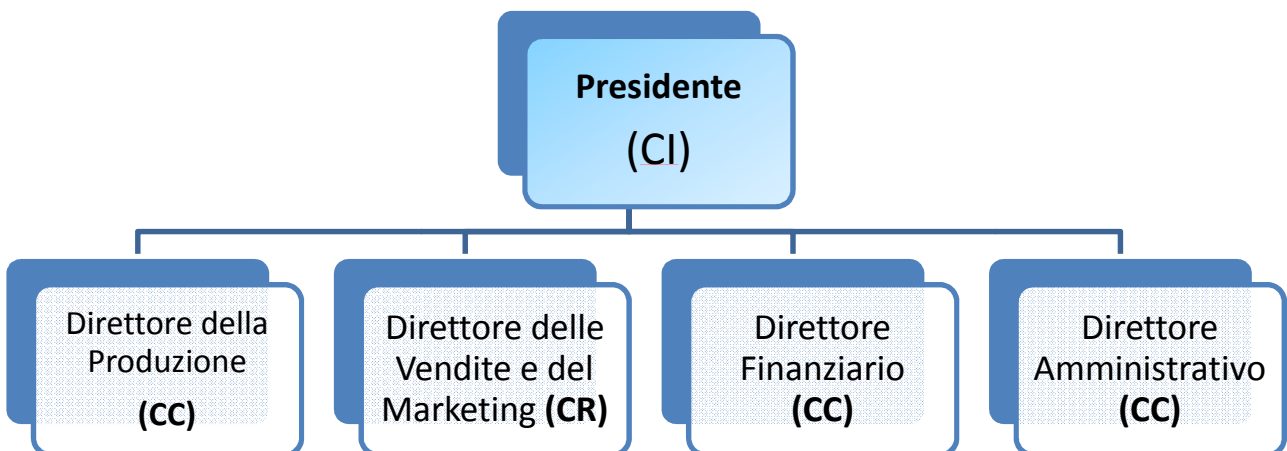 Presidente
(CI)
Direttore della
Produzione
(CC)
Direttore delle
Vendite e del
Marketing (CR)
Direttore
Finanziario
(CC)
Direttore
Amministrativo
(CC)